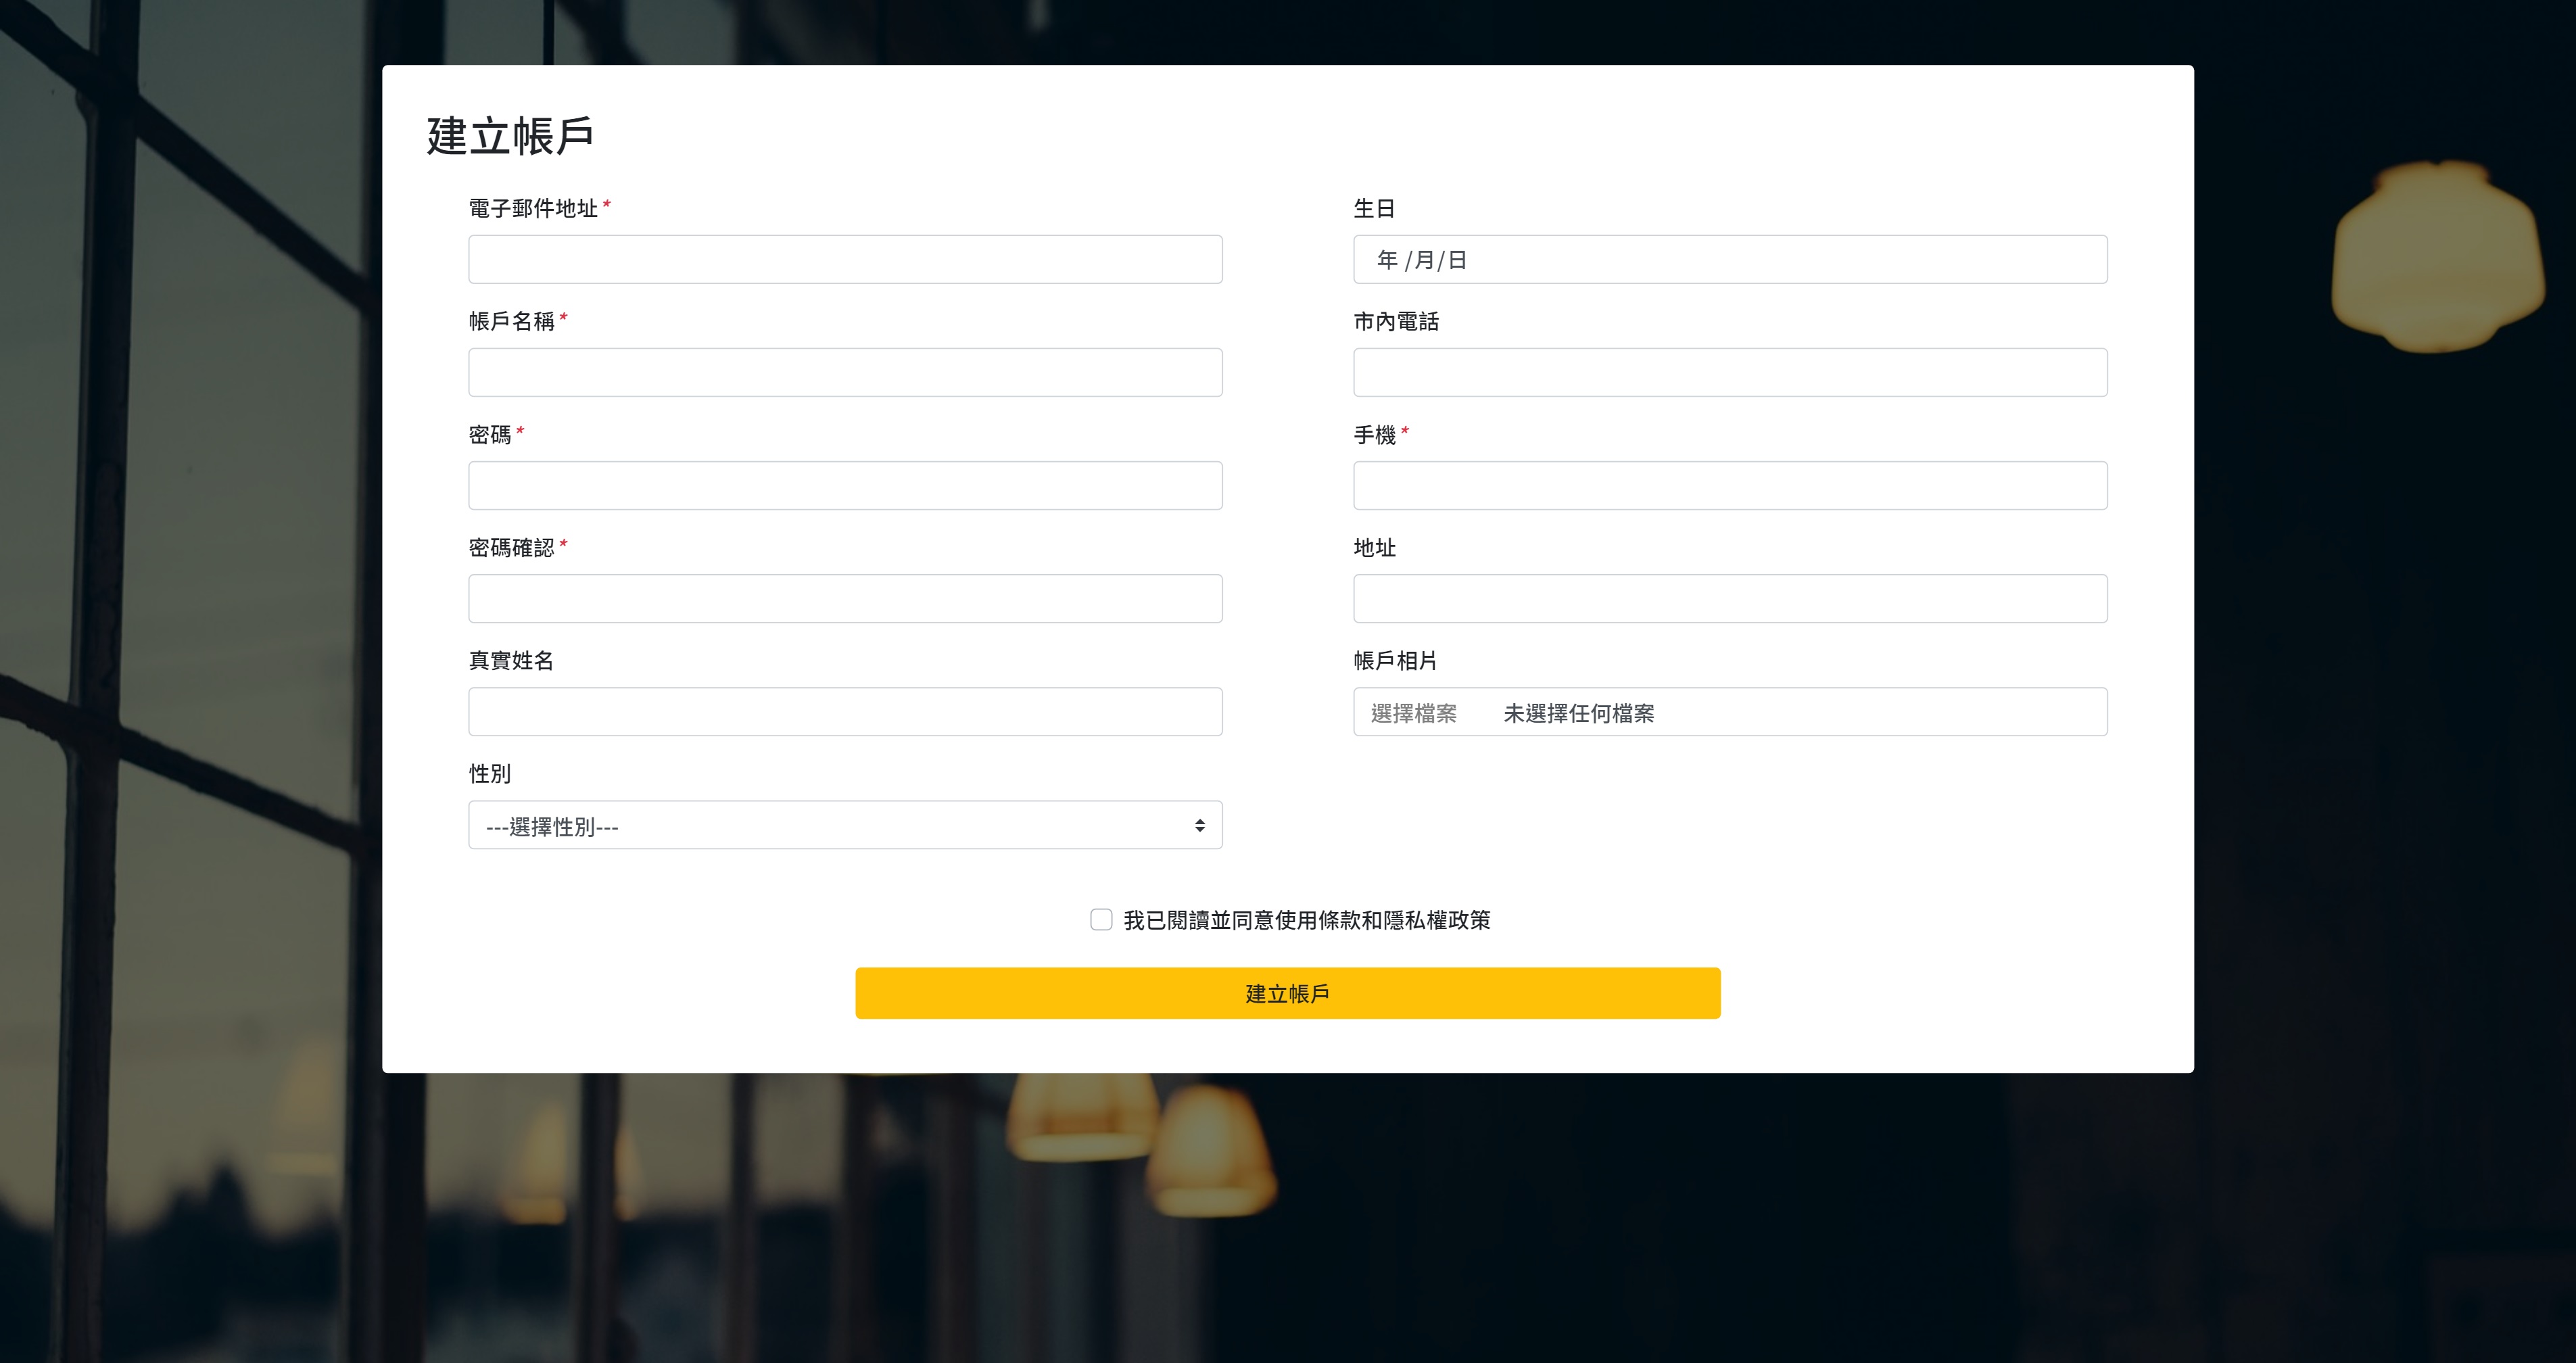 建立帳戶
電子郵件地址*
帳戶名稱*
密碼*
密碼確認*
真實姓名
性別
---選擇性別---
生日
年 /月/日
市內電話
手機*
地址
帳戶相片
選擇檔案 未選擇任何檔案
我已閱讀並同意使用條款和隱私權政策
建立帳戶